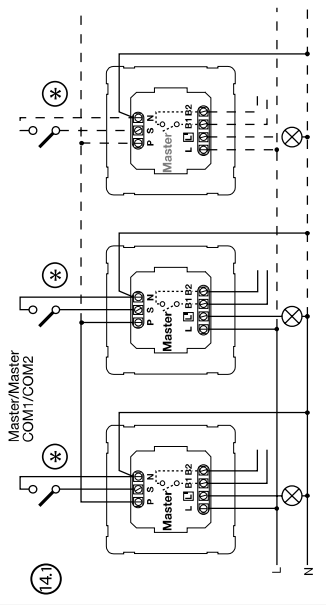 14.1
Master/Master
COM1/COM2
*
*
*
P S N
Master
L B1 B2
P S N
Master
L B1 B2
P S N
Master
L B1 B2
L
N